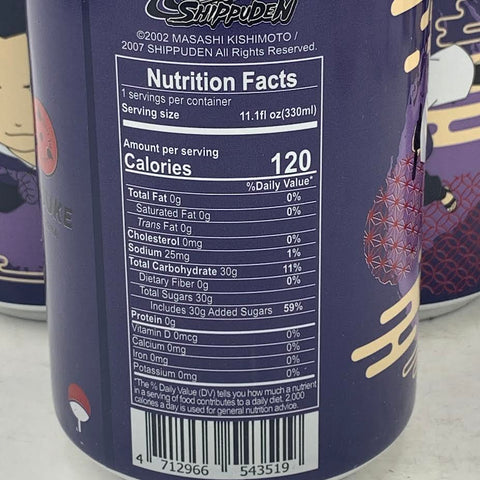 SHIPPUDEN
©2002 MASASHI KISHIMOTO /
2007 SHIPPUDEN All Rights Reserved.
Nutrition Facts
1 servings per container
Serving size 11.1fl oz(330ml)
Amount per serving
Calories 120
%Daily Value*
Total Fat 0g 0%
Saturated Fat 0g 0%
Trans Fat 0g
Cholesterol 0mg 0%
Sodium 25mg 1%
Total Carbohydrate 30g 11%
Dietary Fiber 0g 0%
Total Sugars 30g
Includes 30g Added Sugars 59%
Protein 0g
Vitamin D 0mcg 0%
Calcium 0mg 0%
Iron 0mg 0%
Potassium 0mg 0%
*The % Daily Value (DV) tells you how much a nutrient
in a serving of food contributes to a daily diet. 2,000
calories a day is used for general nutrition advice.
4 712966 543519
UKE